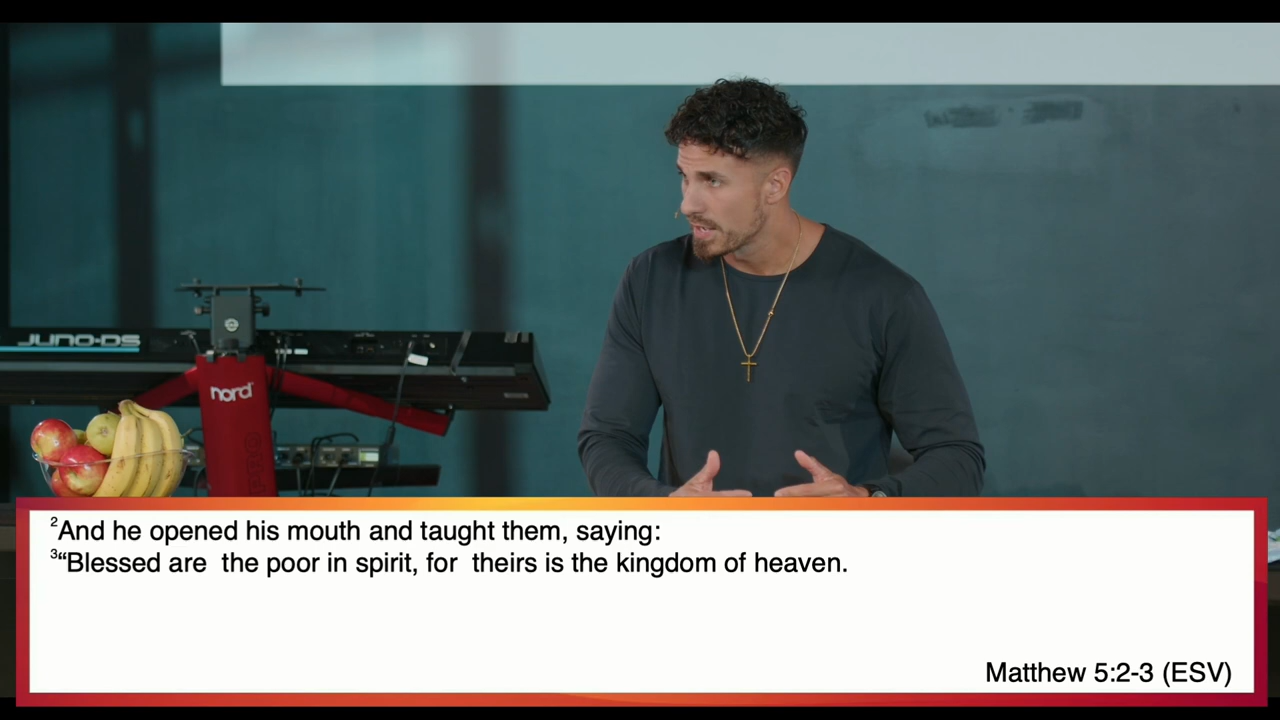 JUNO-DS
nord
²And he opened his mouth and taught them, saying:
³“Blessed are  the poor in spirit, for  theirs is the kingdom of heaven.
Matthew 5:2-3 (ESV)